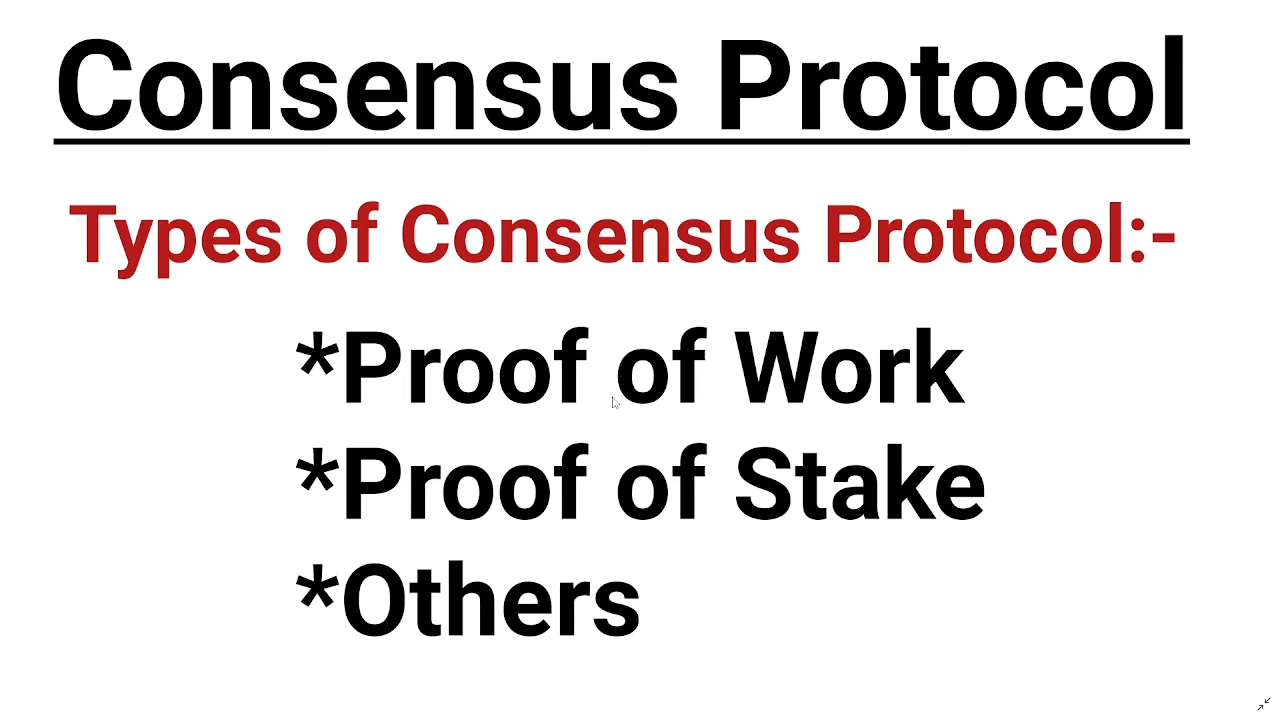 Consensus Protocol
Types of Consensus Protocol:-
*Proof of Work
*Proof of Stake
*Others